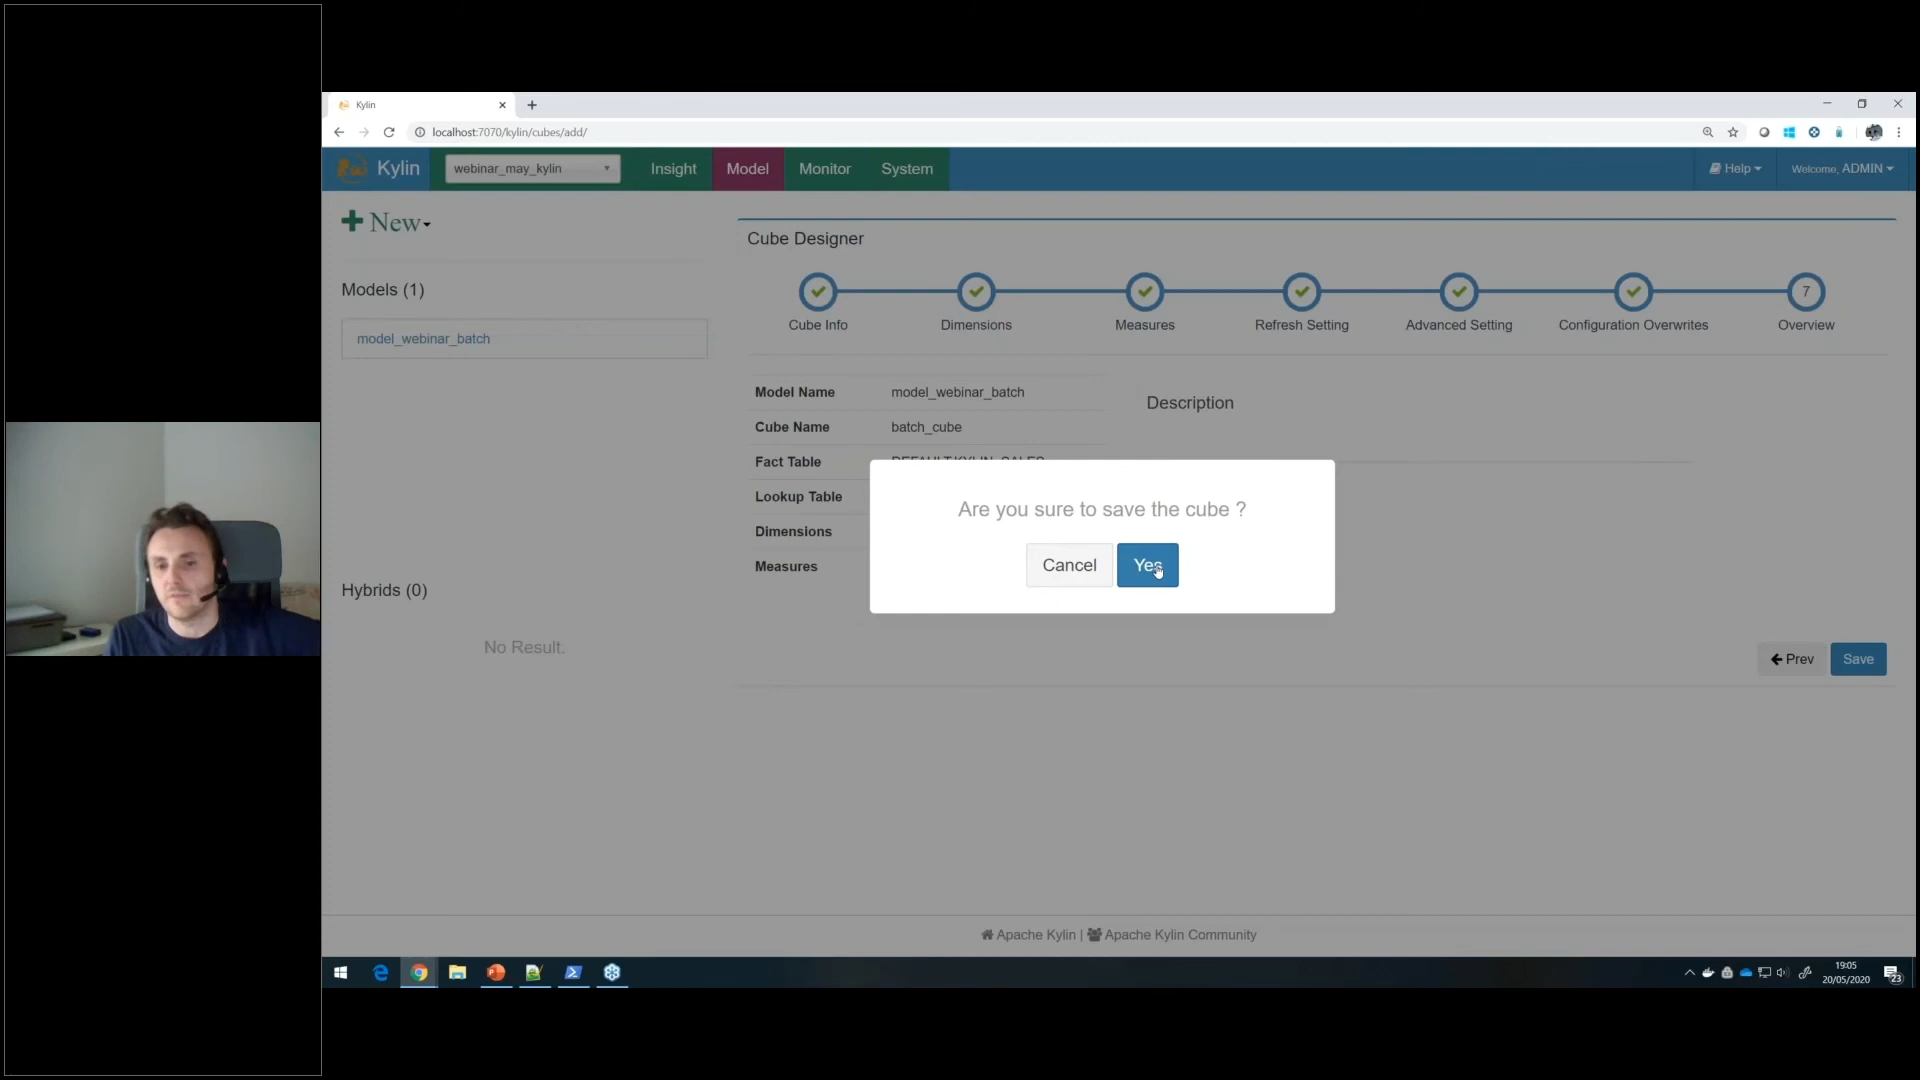 Kylin
localhost:7070/kylin/cubes/add/
Kylin
webinar_may_kylin
Insight
Model
Monitor
System
Help
Welcome, ADMIN
New
Models (1)
model_webinar_batch
Hybrids (0)
No Result.
Cube Designer
7
Cube Info
Dimensions
Measures
Refresh Setting
Advanced Setting
Configuration Overwrites
Overview
Model Name model_webinar_batch
Cube Name batch_cube
Fact Table DEFAULT.KYLIN_SALES
Lookup Table
Dimensions
Measures
Description
Are you sure to save the cube ?
Cancel
Yes
Prev
Save
Apache Kylin | Apache Kylin Community
19:05
20/05/2020
23